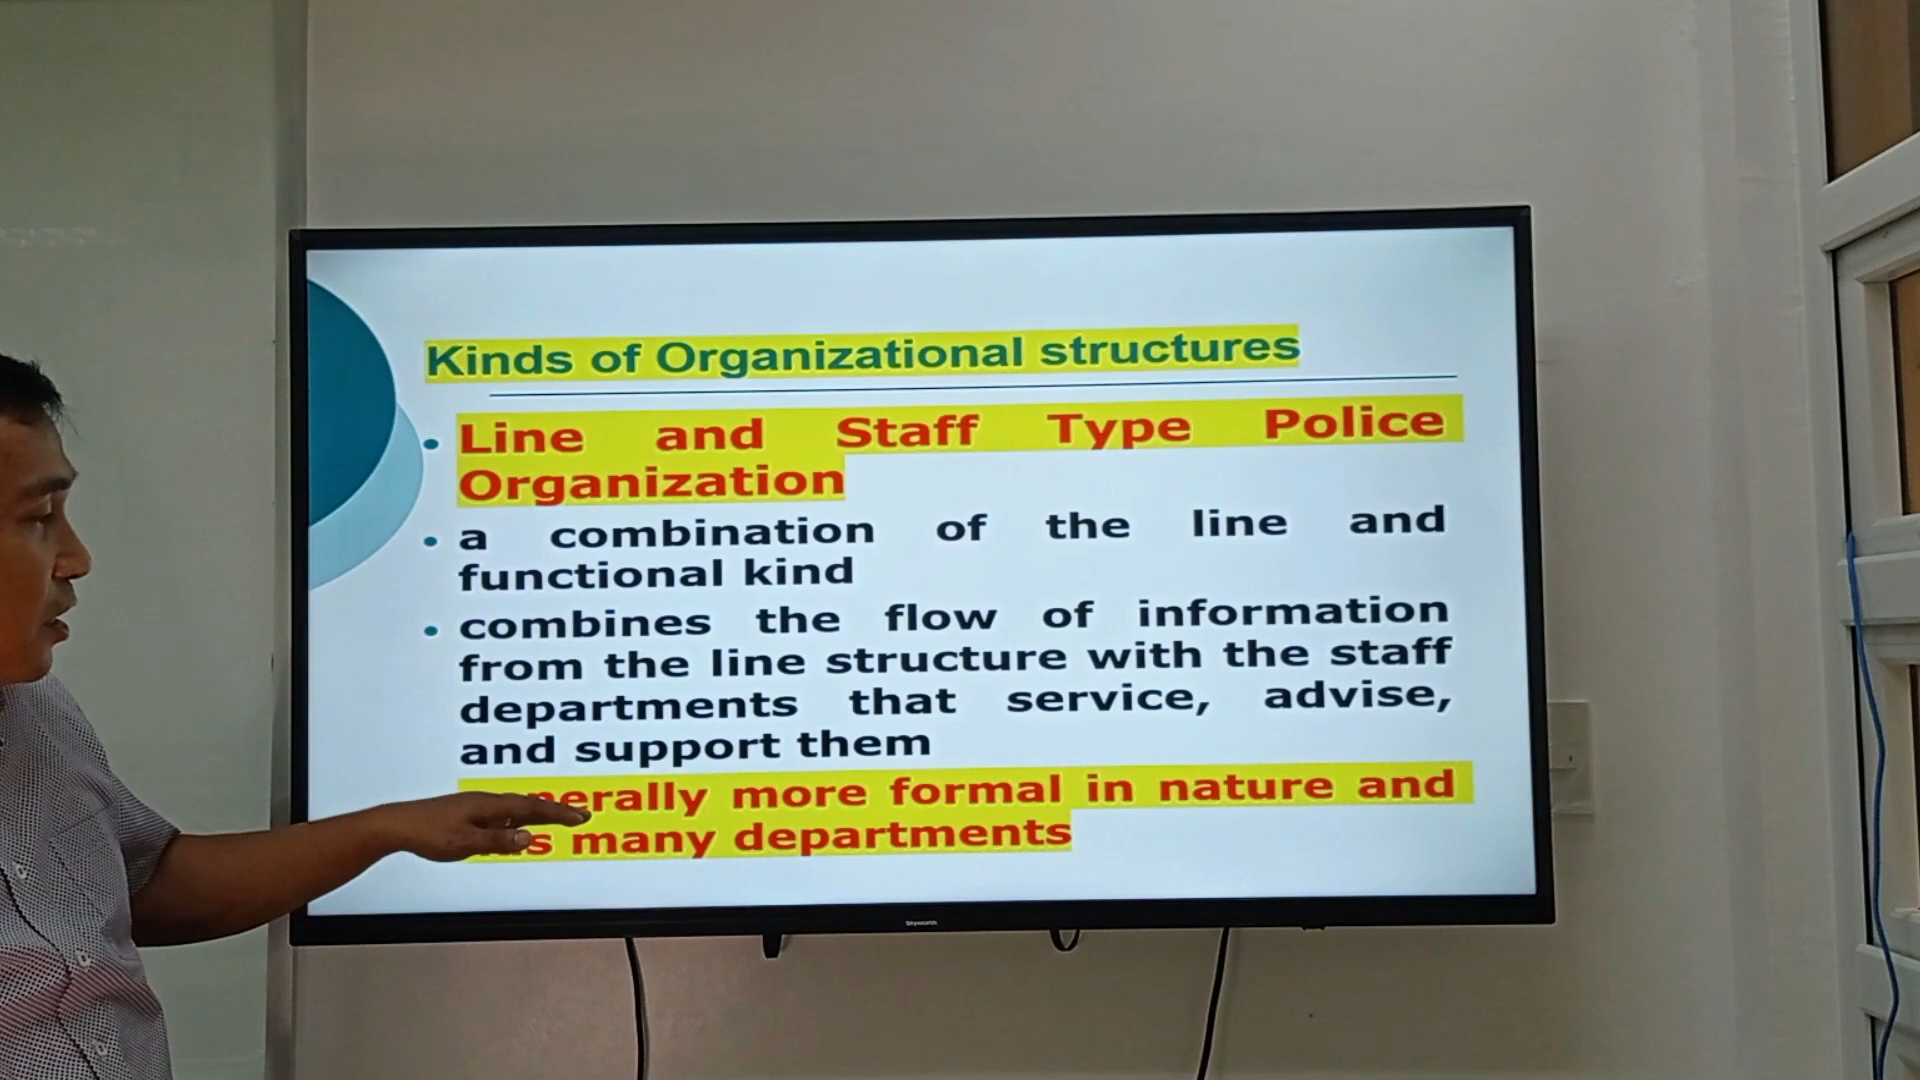 Kinds of Organizational structures
• Line and Staff Type Police
Organization
• a combination of the line and
functional kind
• combines the flow of information
from the line structure with the staff
departments that service, advise,
and support them
more formal in nature and
many departments
Skyworth